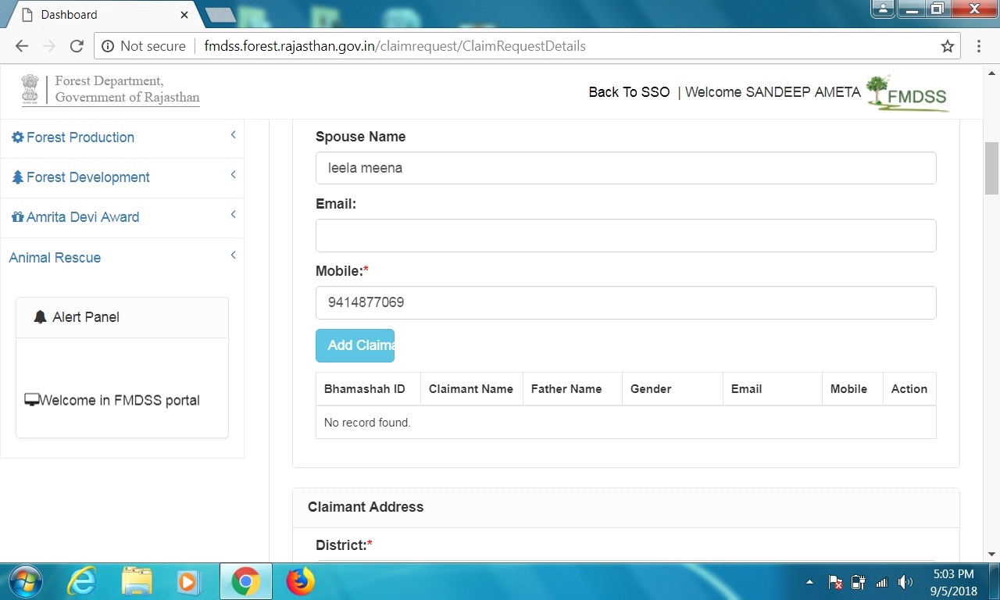 Dashboard
Not secure
fmdss.forest.rajasthan.gov.in/claimrequest/ClaimRequestDetails
Forest Department,
Government of Rajasthan
Back To SSO | Welcome SANDEEP AMETA
FMDSS
Forest Production
Forest Development
Amrita Devi Award
Animal Rescue
Alert Panel
Welcome in FMDSS portal
Spouse Name
leela meena
Email:
Mobile:*
9414877069
Add Claima
Bhamashah ID Claimant Name Father Name Gender Email Mobile Action
No record found.
Claimant Address
District:*
5:03 PM
9/5/2018